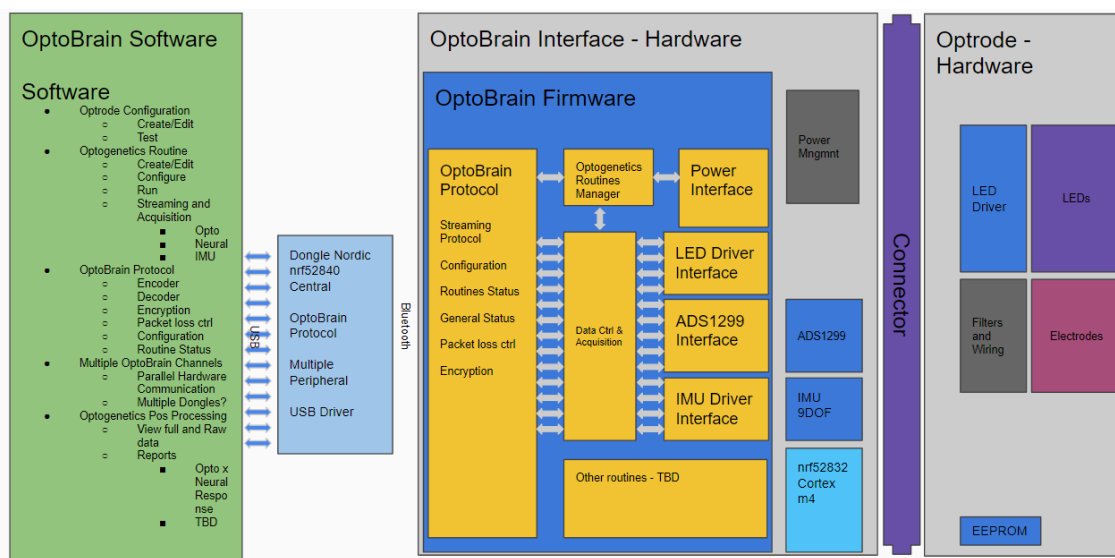 OptoBrain Software
Software
● Optrode Configuration
○ Create/Edit
○ Test
● Optogenetics Routine
○ Create/Edit
○ Configure
○ Run
○ Streaming and
Acquisition
■ Opto
■ Neural
■ IMU
● OptoBrain Protocol
○ Encoder
○ Decoder
○ Encryption
○ Packet loss ctrl
○ Configuration
○ Routine Status
● Multiple OptoBrain Channels
○ Parallel Hardware
Communication
○ Multiple Dongles?
● Optogenetics Pos Processing
○ View full and Raw
data
○ Reports
■ Opto x
Neural
Respo
nse
■ TBD
USB
Dongle Nordic
nrf52840
Central
OptoBrain
Protocol
Multiple
Peripheral
USB Driver
Bluetooth
OptoBrain Interface - Hardware
OptoBrain Firmware
OptoBrain
Protocol
Streaming
Protocol
Configuration
Routines Status
General Status
Packet loss ctrl
Encryption
Optogenetics
Routines
Manager
Power
Interface
Data Ctrl &
Acquisition
LED Driver
Interface
ADS1299
Interface
IMU Driver
Interface
Other routines - TBD
Power
Mngmnt
ADS1299
IMU
9DOF
nrf52832
Cortex
m4
Connector
Optrode -
Hardware
LED
Driver
LEDs
Filters
and
Wiring
Electrodes
EEPROM